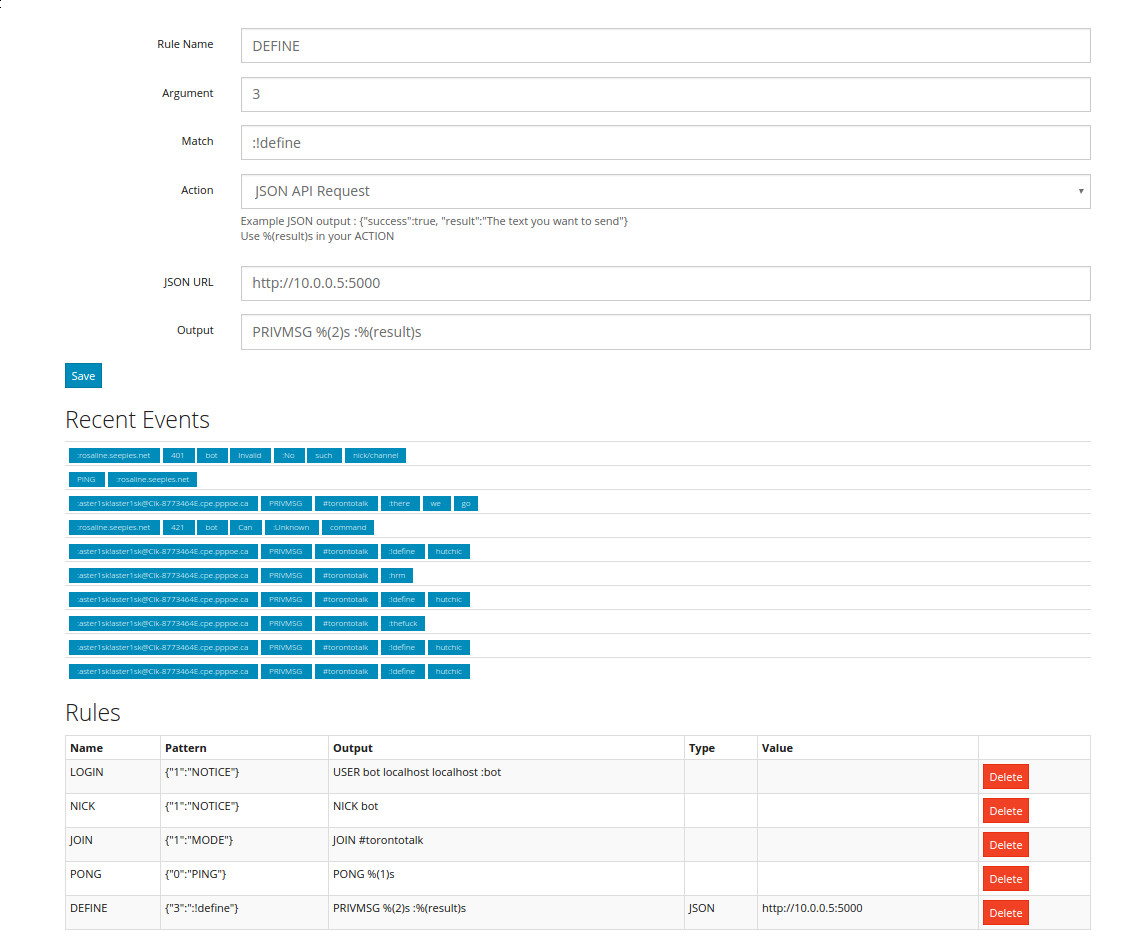 Rule Name DEFINE
Argument 3
Match :!define
Action JSON API Request
Example JSON output : {"success":true, "result":"The text you want to send"}
Use %(result)s in your ACTION
JSON URL http://10.0.0.5:5000
Output PRIVMSG %(2)s :%(result)s
Save
Recent Events
:rosaline.seepies.net 401 bot Invalid :No such nick/channel
PING :rosaline.seepies.net
:aster1sk!aster1sk@Clk-8773464E.cpe.pppoe.ca PRIVMSG #torontotalk :there we go
:rosaline.seepies.net 421 bot Can :Unknown command
:aster1sk!aster1sk@Clk-8773464E.cpe.pppoe.ca PRIVMSG #torontotalk :!define hutchic
:aster1sk!aster1sk@Clk-8773464E.cpe.pppoe.ca PRIVMSG #torontotalk :hrm
:aster1sk!aster1sk@Clk-8773464E.cpe.pppoe.ca PRIVMSG #torontotalk :!define hutchic
:aster1sk!aster1sk@Clk-8773464E.cpe.pppoe.ca PRIVMSG #torontotalk :thefuck
:aster1sk!aster1sk@Clk-8773464E.cpe.pppoe.ca PRIVMSG #torontotalk :!define hutchic
:aster1sk!aster1sk@Clk-8773464E.cpe.pppoe.ca PRIVMSG #torontotalk :!define hutchic
Rules
Name Pattern Output Type Value
LOGIN {"1":"NOTICE"} USER bot localhost localhost :bot Delete
NICK {"1":"NOTICE"} NICK bot Delete
JOIN {"1":"MODE"} JOIN #torontotalk Delete
PONG {"0":"PING"} PONG %(1)s Delete
DEFINE {"3":":!define"} PRIVMSG %(2)s :%(result)s JSON http://10.0.0.5:5000 Delete